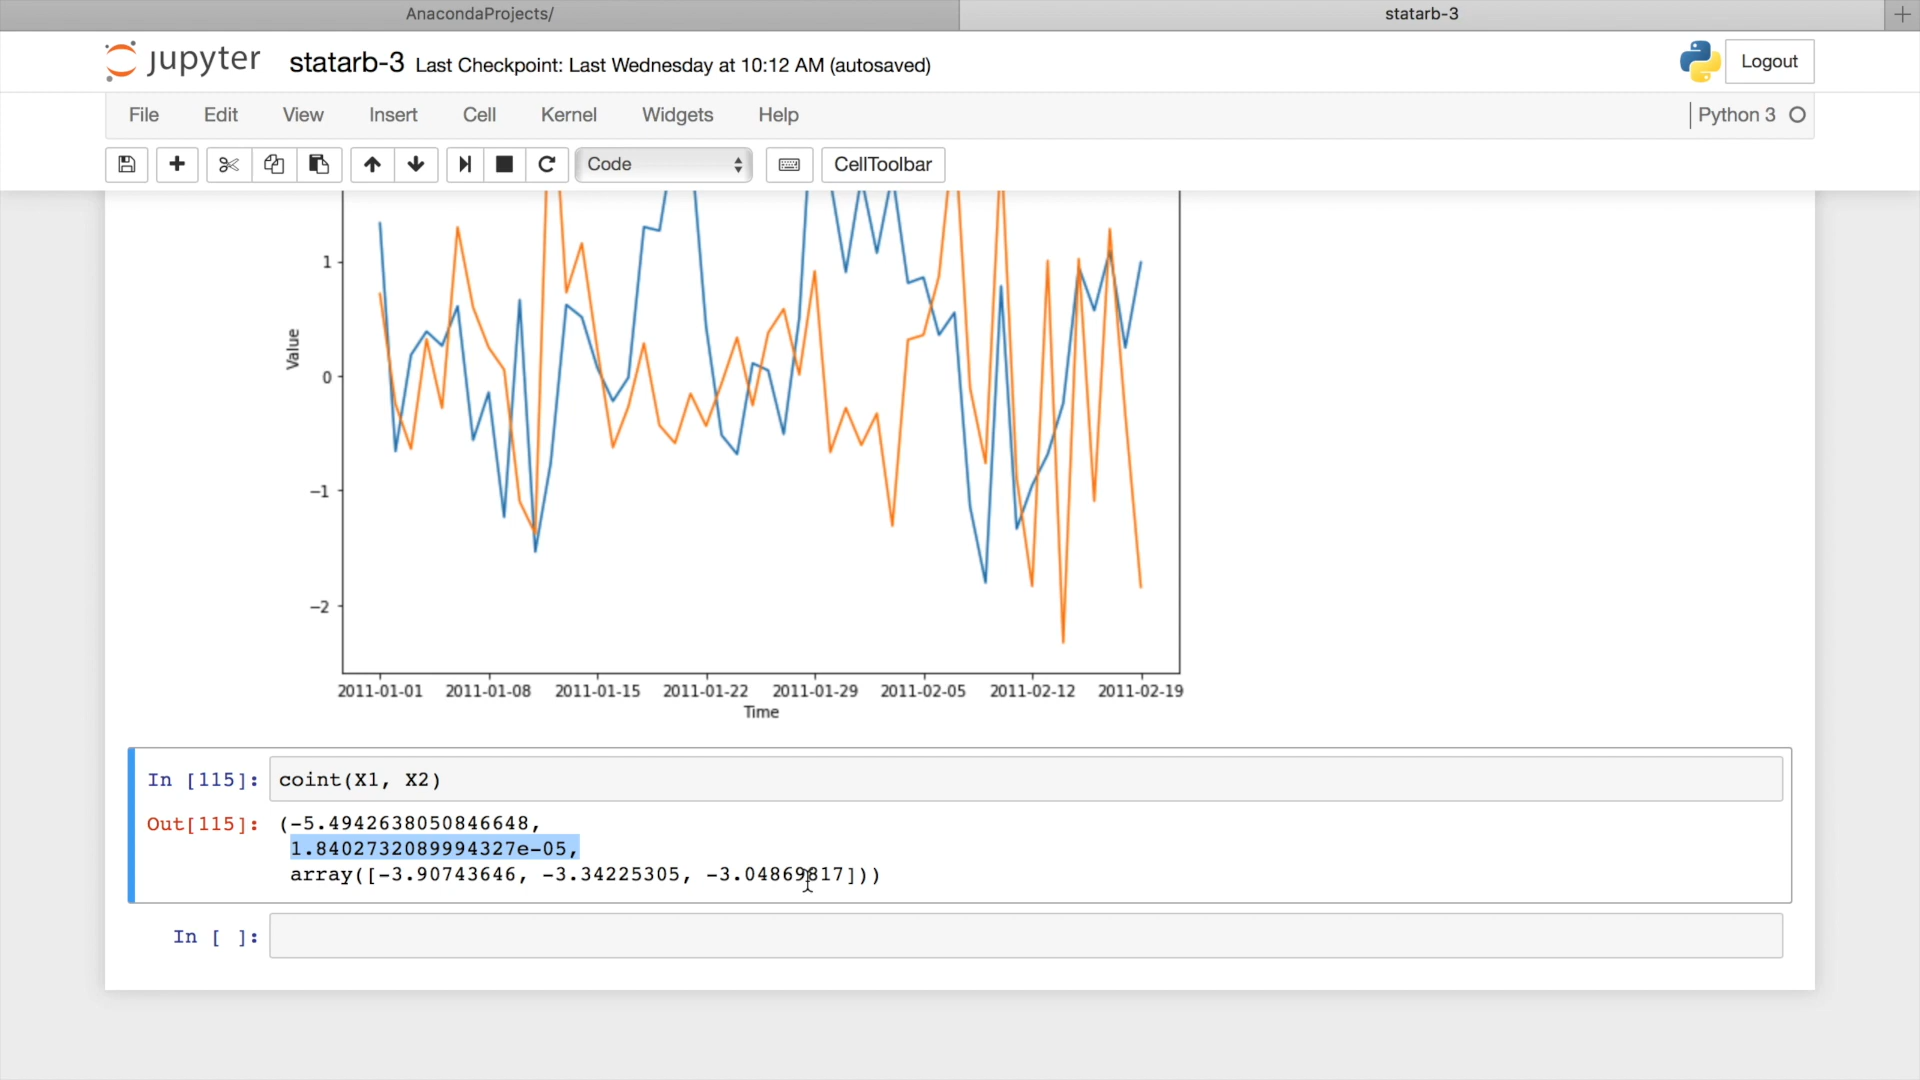 AnacondaProjects/ statarb-3
jupyter statarb-3 Last Checkpoint: Last Wednesday at 10:12 AM (autosaved) Logout
File Edit View Insert Cell Kernel Widgets Help Python 3
Code CellToolbar
1
0
−1
−2
Value
2011-01-01 2011-01-08 2011-01-15 2011-01-22 2011-01-29 2011-02-05 2011-02-12 2011-02-19
Time
In [115]: coint(X1, X2)
Out[115]: (-5.4942638050846648,
1.8402732089994327e-05,
array([-3.90743646, -3.34225305, -3.04869817]))
In [ ]: